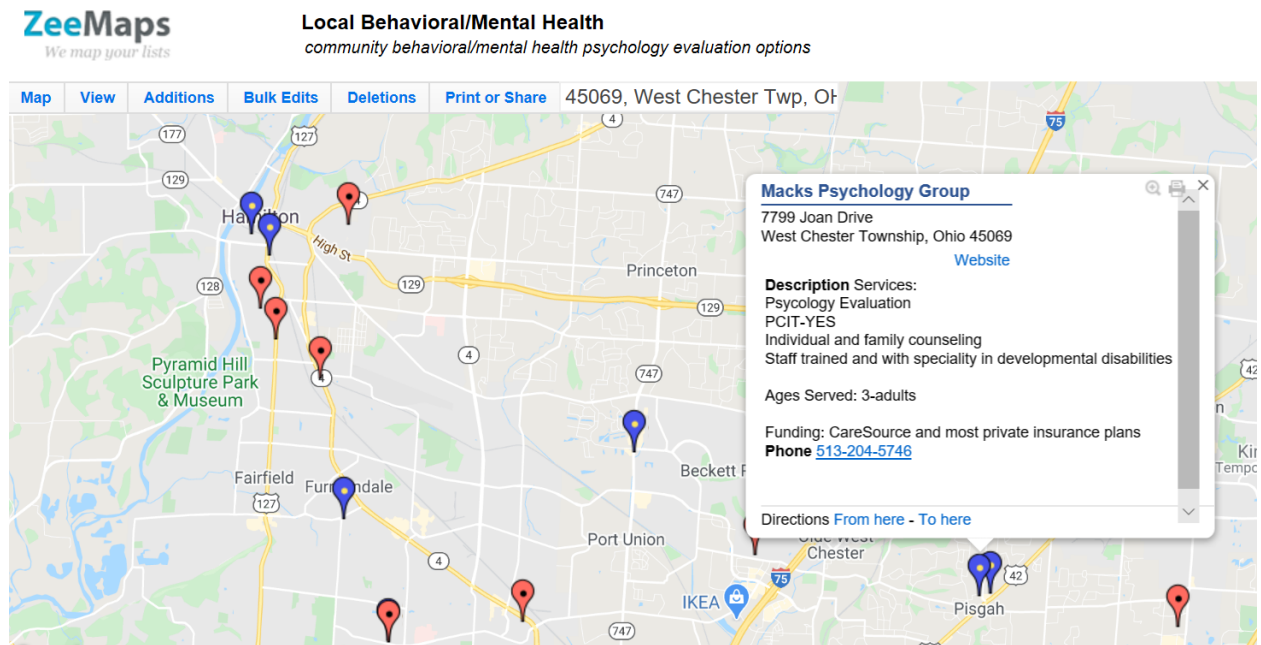 ZeeMaps
We map your lists
Local Behavioral/Mental Health
community behavioral/mental health psychology evaluation options
Map View Additions Bulk Edits Deletions Print or Share 45069, West Chester Twp, OH
177
127
4
75
129
747
Hamilton
High St
128
129
Princeton
129
Pyramid Hill
Sculpture Park
& Museum
4
4
747
Beckett
Fairfield
127
Port Union
4
IKEA
75
747
Olde West
Chester
42
Pisgah
42
Macks Psychology Group
7799 Joan Drive
West Chester Township, Ohio 45069
Website
Description Services:
Psycology Evaluation
PCIT-YES
Individual and family counseling
Staff trained and with speciality in developmental disabilities
Ages Served: 3-adults
Funding: CareSource and most private insurance plans
Phone 513-204-5746
Directions From here - To here